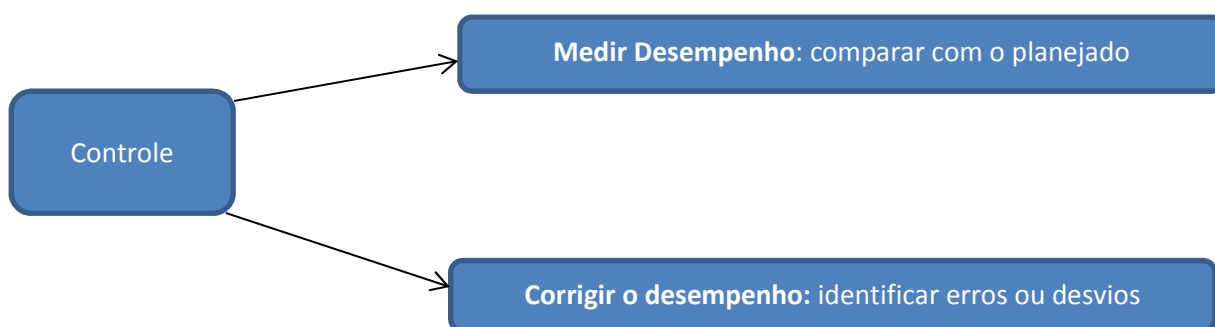 Medir Desempenho: comparar com o planejado
Controle
Corrigir o desempenho: identificar erros ou desvios